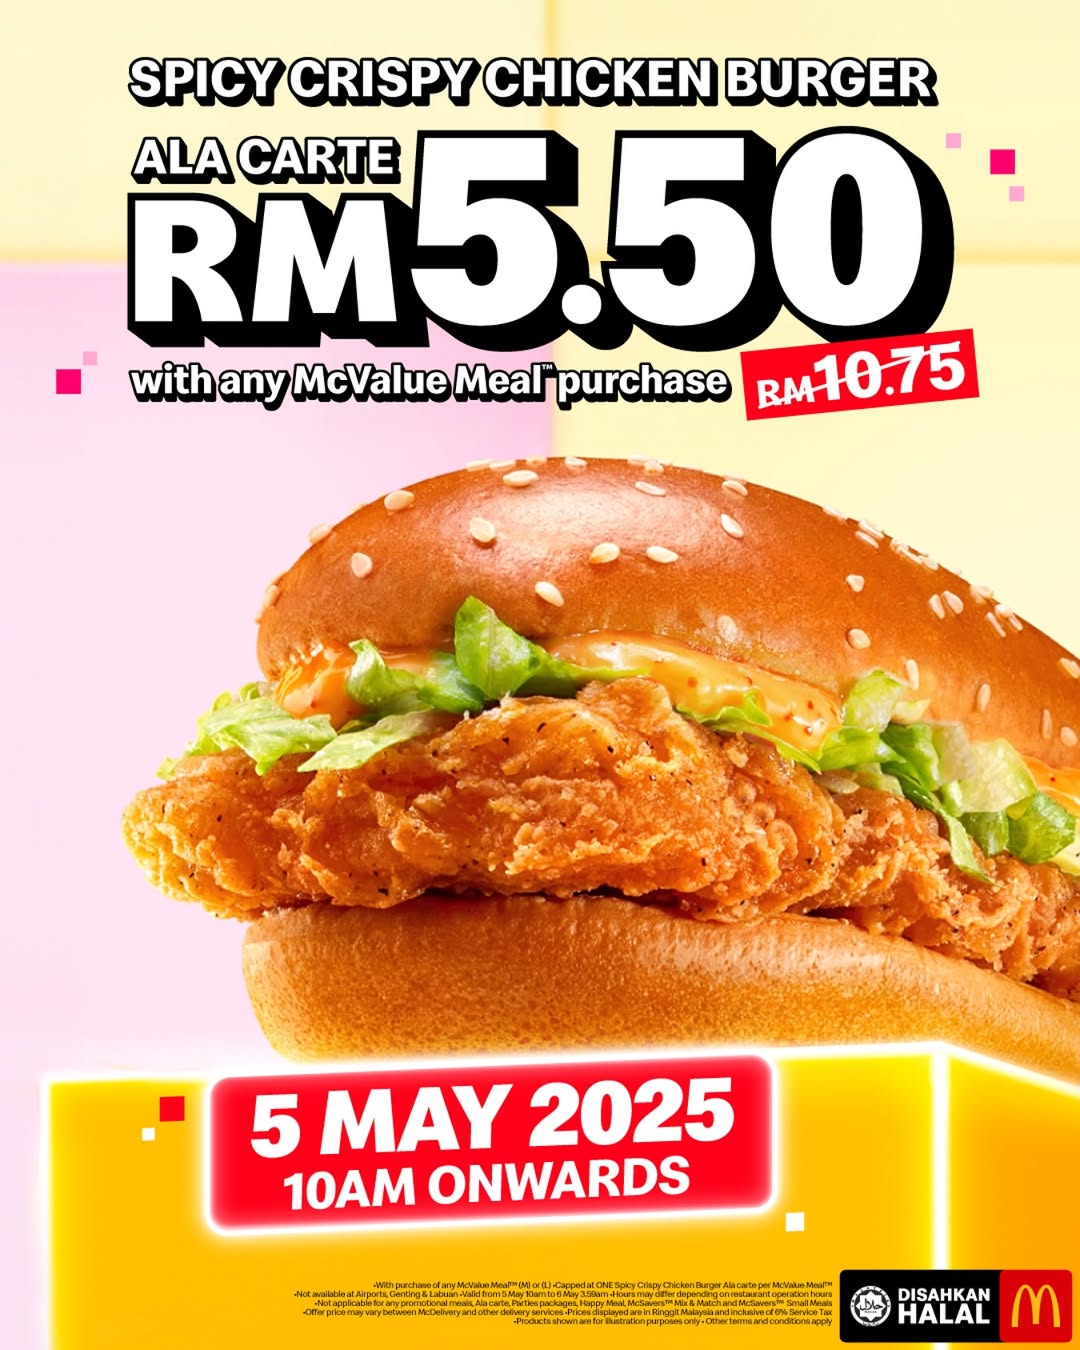 SPICY CRISPY CHICKEN BURGER
ALA CARTE
RM5.50
with any McValue Meal™ purchase
RM10.75
5 MAY 2025
10AM ONWARDS
•With purchase of any McValue Meal™ (M) or (L) •Capped at ONE Spicy Crispy Chicken Burger Ala carte per McValue Meal™
•Not available at Airports, Genting & Labuan •Valid from 5 May 10am to 6 May 3.59am •Hours may differ depending on restaurant operation hours
•Not applicable for any promotional meals, Ala carte, Parties packages, Happy Meal, McSavers™ Mix & Match and McSavers™ Small Meals
•Offer price may vary between McDelivery and other delivery services •Prices displayed are in Ringgit Malaysia and inclusive of 6% Service Tax
•Products shown are for illustration purposes only • Other terms and conditions apply
DISAHKAN
HALAL